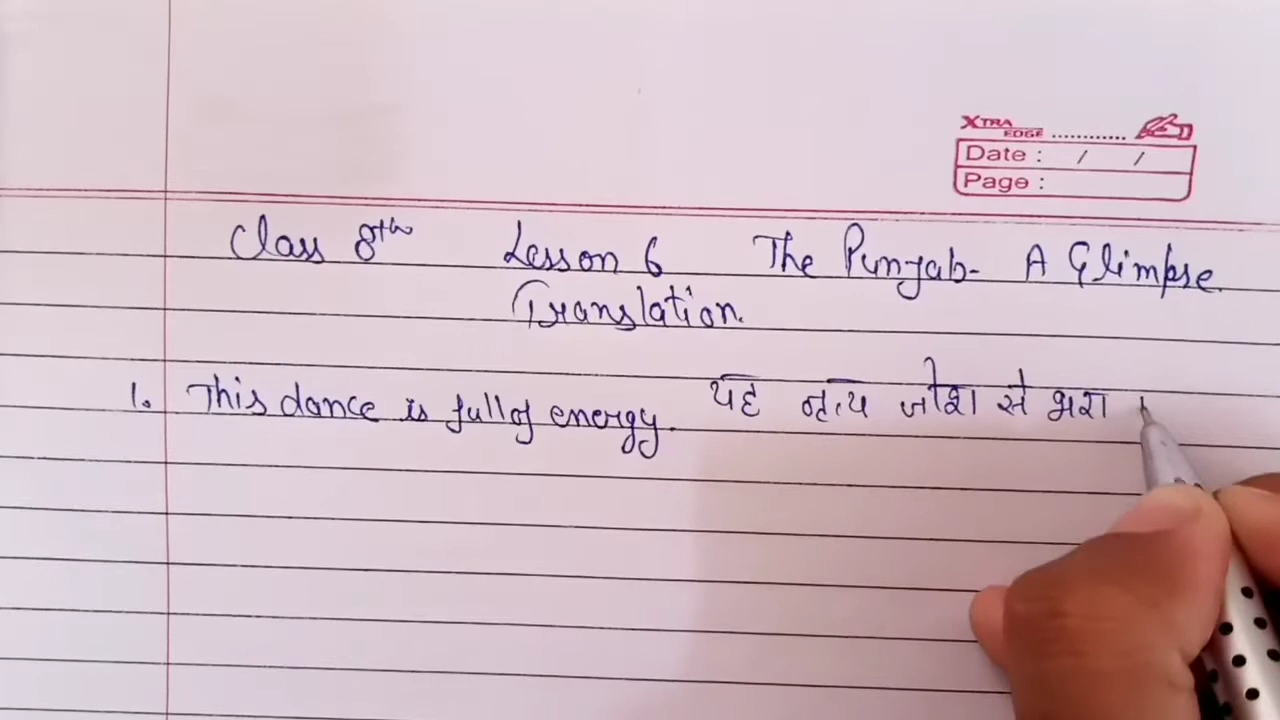 XTRA EDGE ............
Date : / /
Page :
Class 8th Lesson 6 The Punjab- A Glimpse.
Translation.
1. This dance is full of energy. यह नृत्य जोश से भरा